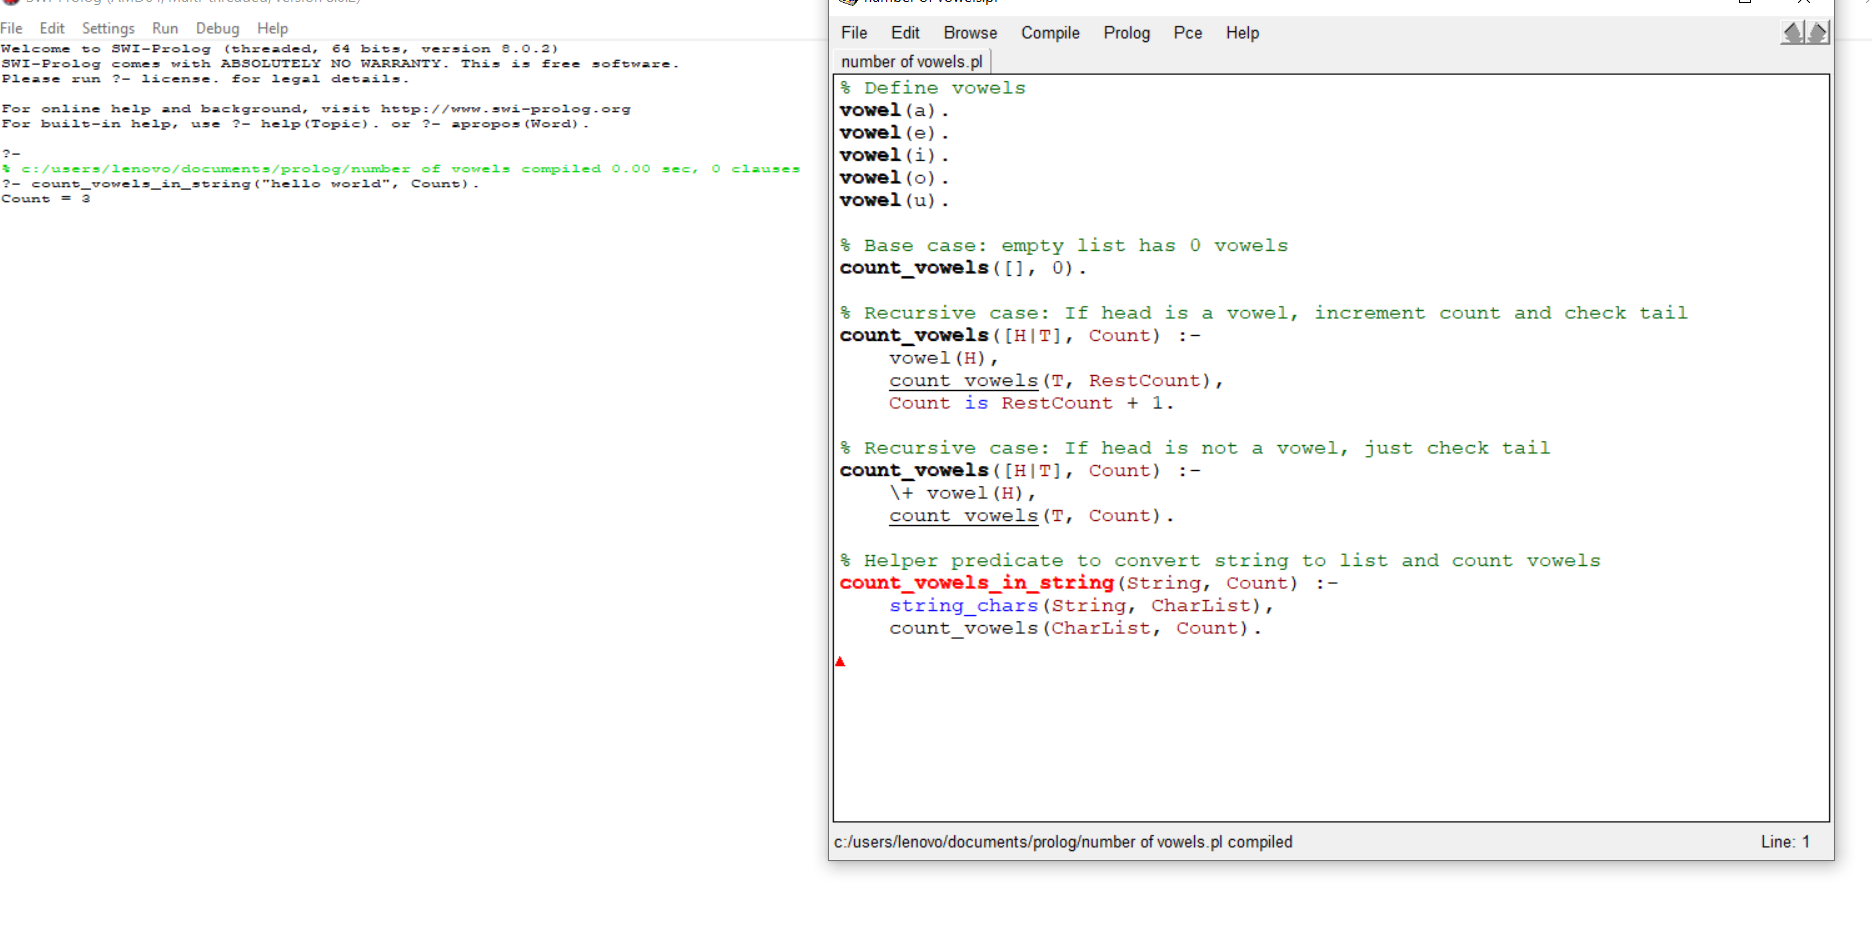 File Edit Settings Run Debug Help
Welcome to SWI-Prolog (threaded, 64 bits, version 8.0.2)
SWI-Prolog comes with ABSOLUTELY NO WARRANTY. This is free software.
Please run ?- license. for legal details.
For online help and background, visit http://www.swi-prolog.org
For built-in help, use ?- help(Topic). or ?- apropos(Word).
?-
% c:/users/lenovo/documents/prolog/number of vowels compiled 0.00 sec, 0 clauses
?- count_vowels_in_string("hello world", Count).
Count = 3
File Edit Browse Compile Prolog Pce Help
number of vowels.pl
% Define vowels
vowel(a).
vowel(e).
vowel(i).
vowel(o).
vowel(u).
% Base case: empty list has 0 vowels
count_vowels([], 0).
% Recursive case: If head is a vowel, increment count and check tail
count_vowels([H|T], Count) :-
vowel(H),
count_vowels(T, RestCount),
Count is RestCount + 1.
% Recursive case: If head is not a vowel, just check tail
count_vowels([H|T], Count) :-
\+ vowel(H),
count_vowels(T, Count).
% Helper predicate to convert string to list and count vowels
count_vowels_in_string(String, Count) :-
string_chars(String, CharList),
count_vowels(CharList, Count).
c:/users/lenovo/documents/prolog/number of vowels.pl compiled
Line: 1